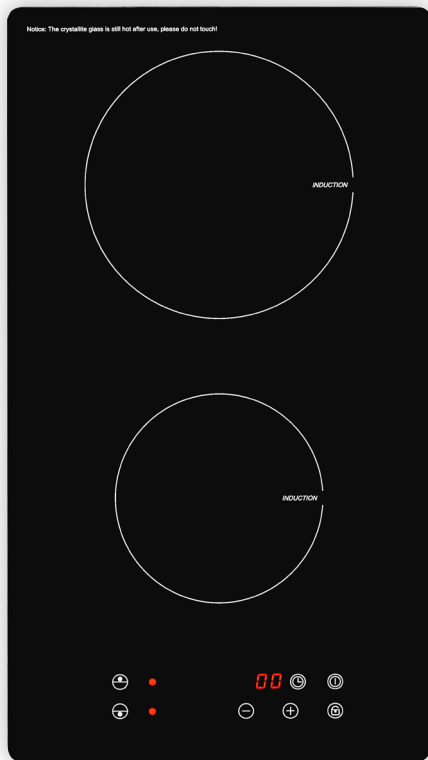 Notice: The crystallite glass is still hot after use, please do not touch!
INDUCTION
INDUCTION
00